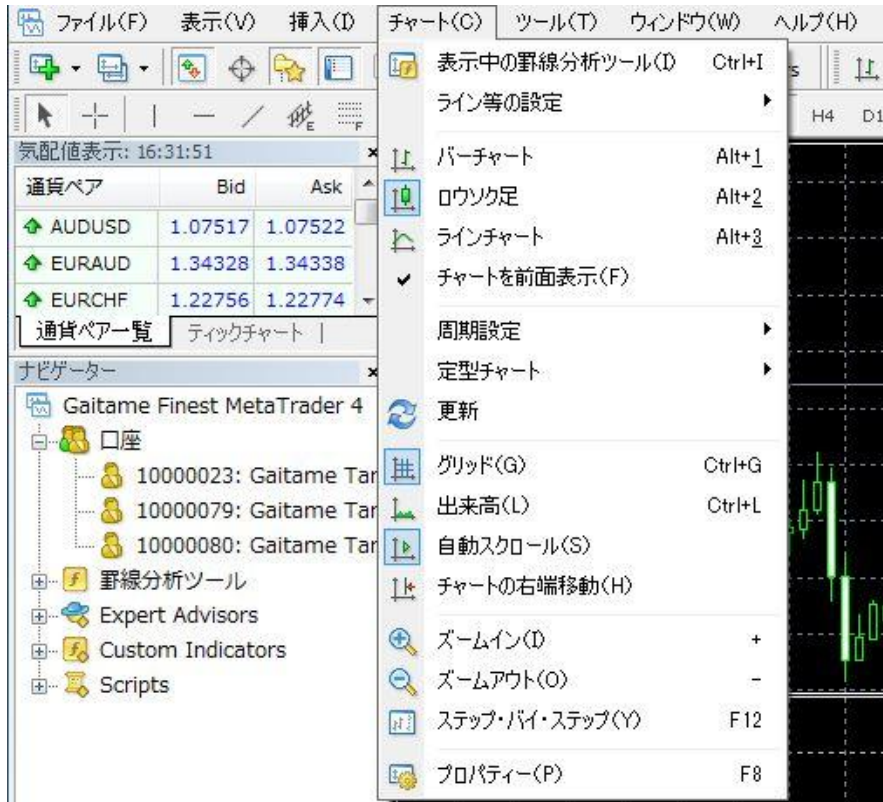 ファイル(F) 表示(V) 挿入(I) チャート(C) ツール(T) ウィンドウ(W) ヘルプ(H)
表示中の罫線分析ツール(I) Ctrl+I
ライン等の設定
H4 D1
E F
気配値表示: 16:31:51
バーチャート Alt+1
通貨ペア Bid Ask
ロウソク足 Alt+2
AUDUSD 1.07517 1.07522
ラインチャート Alt+3
EURAUD 1.34328 1.34338
チャートを前面表示(F)
EURCHF 1.22756 1.22774
通貨ペア一覧 ティックチャート
周期設定
ナビゲーター
定型チャート
Gaitame Finest MetaTrader 4
更新
口座
グリッド(G) Ctrl+G
10000023: Gaitame Tar
出来高(L) Ctrl+L
10000079: Gaitame Tar
自動スクロール(S)
10000080: Gaitame Tar
チャートの右端移動(H)
罫線分析ツール
Expert Advisors
ズームイン(I) +
Custom Indicators
ズームアウト(O) -
Scripts
ステップ・バイ・ステップ(Y) F12
プロパティー(P) F8